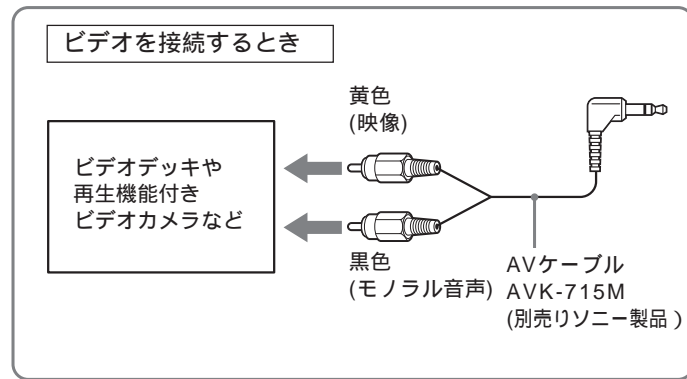 ビデオを接続するとき
黄色
(映像)
ビデオデッキや
再生機能付き
ビデオカメラなど
黒色
(モノラル音声)
AVケーブル
AVK-715M
(別売りソニー製品)